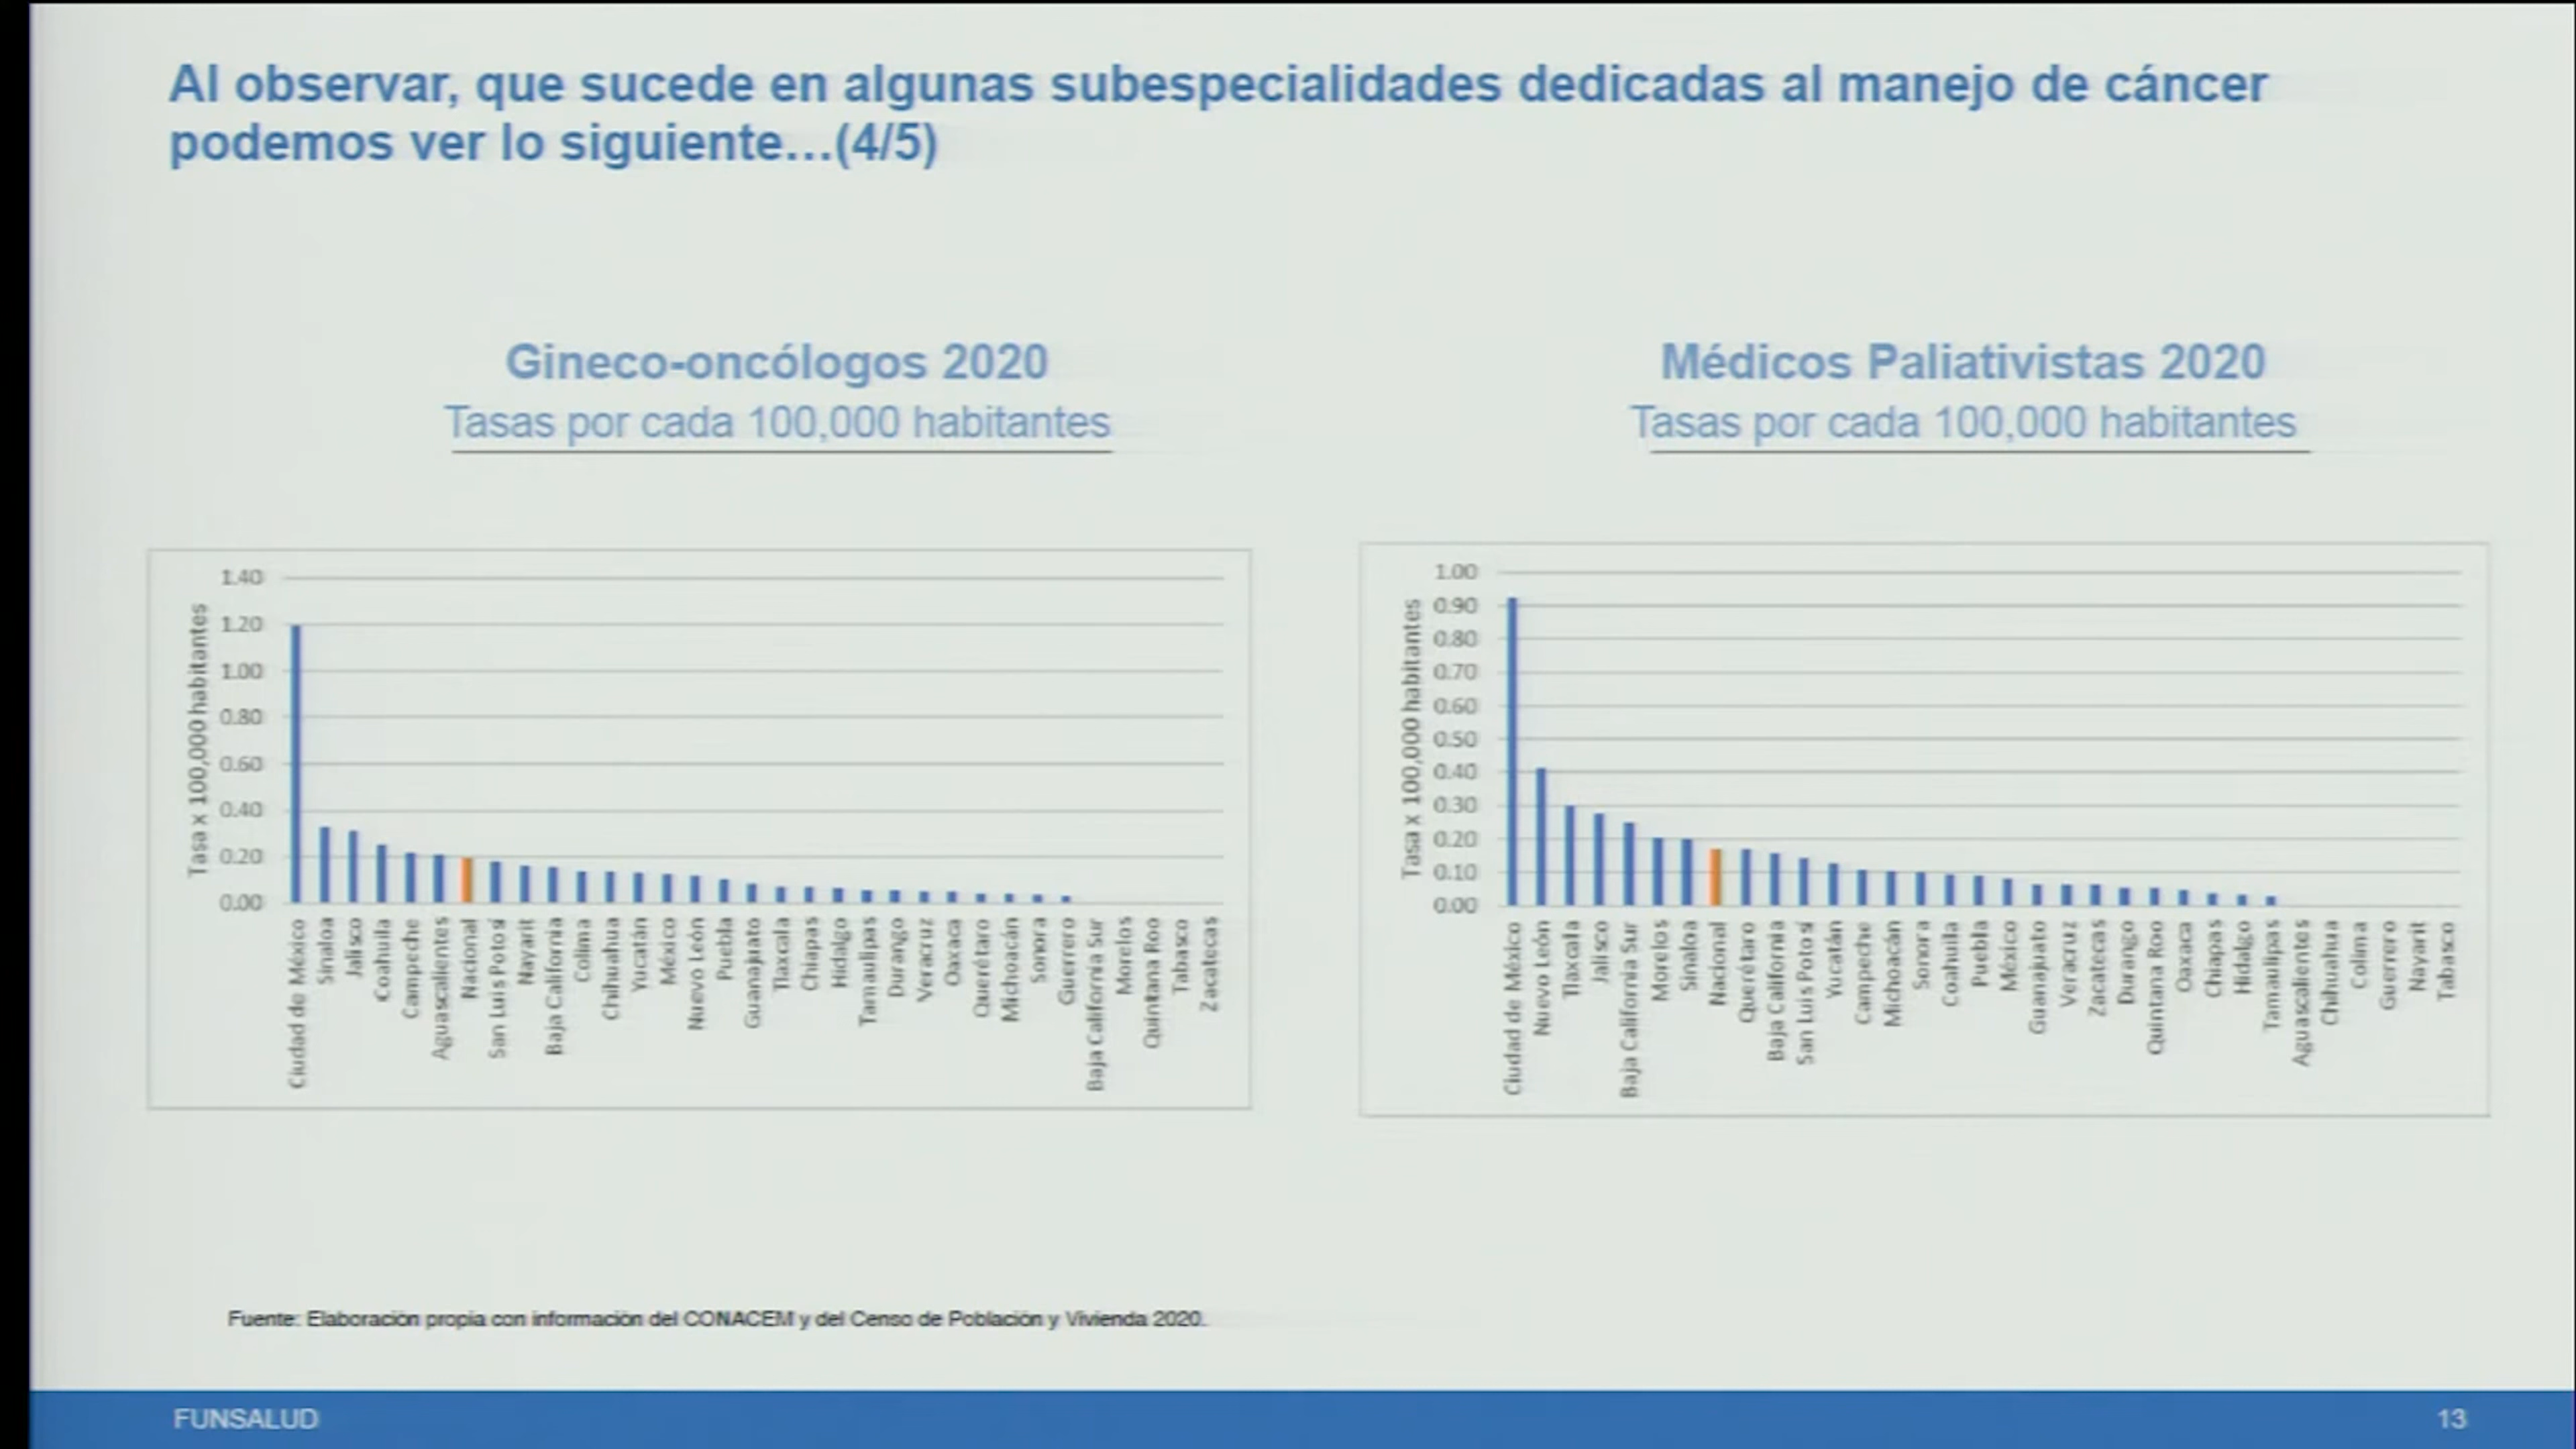 Al observar, que sucede en algunas subespecialidades dedicadas al manejo de cáncer
podemos ver lo siguiente...(4/5)
Gineco-oncólogos 2020
Tasas por cada 100,000 habitantes
Tasa x 100,000 habitantes
1.40
1.20
1.00
0.80
0.60
0.40
0.20
0.00
Ciudad de México
Sinaloa
Jalisco
Coahuila
Campeche
Aguascalientes
Nacional
San Luis Potosí
Nayarit
Baja California
Colima
Chihuahua
Yucatán
México
Nuevo León
Puebla
Guanajuato
Tlaxcala
Chiapas
Hidalgo
Tamaulipas
Durango
Veracruz
Oaxaca
Querétaro
Michoacán
Sonora
Guerrero
Baja California Sur
Morelos
Quintana Roo
Tabasco
Zacatecas
Médicos Paliativistas 2020
Tasas por cada 100,000 habitantes
Tasa x 100,000 habitantes
1.00
0.90
0.80
0.70
0.60
0.50
0.40
0.30
0.20
0.10
0.00
Ciudad de México
Nuevo León
Tlaxcala
Jalisco
Baja California Sur
Morelos
Sinaloa
Nacional
Querétaro
Baja California
San Luis Potosí
Yucatán
Campeche
Michoacán
Sonora
Coahuila
Puebla
México
Guanajuato
Veracruz
Zacatecas
Durango
Quintana Roo
Oaxaca
Chiapas
Hidalgo
Tamaulipas
Aguascalientes
Chihuahua
Colima
Guerrero
Nayarit
Tabasco
Fuente: Elaboración propia con información del CONACEM y del Censo de Población y Vivienda 2020.
FUNSALUD
13